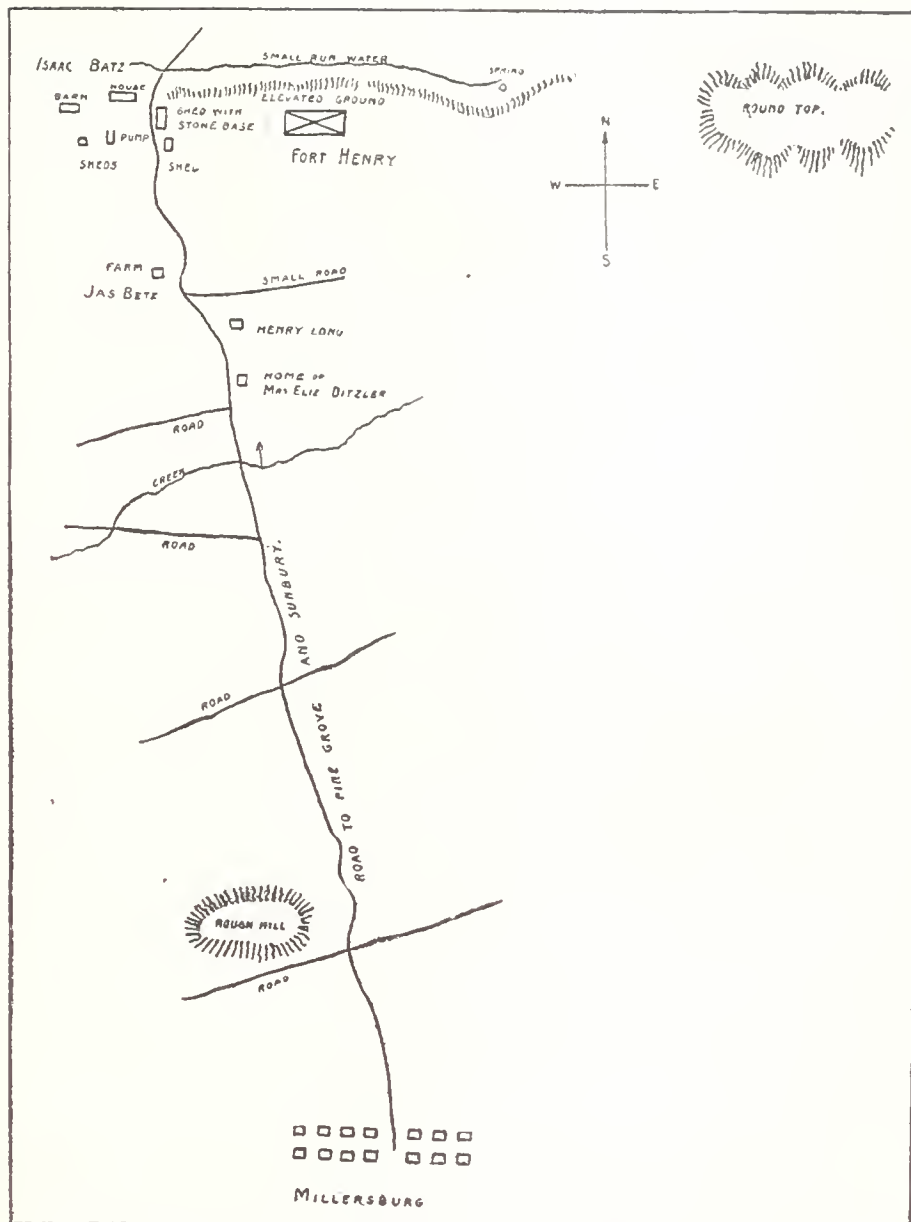 SMALL RUN WATER
ISAAC BATZ
SPRING
HOUSE
BARN
ELEVATED GROUND
SHED WITH
STONE BASE
ROUND TOP.
PUMP
SHEDS
SHED
FORT HENRY
N
W
E
S
FARM
JAS BETZ
SMALL ROAD
HENRY LONG
HOME OF
MRS ELIZ DITZLER
ROAD
CREEK
ROAD
ROAD TO PINE GROVE AND SUNBURY.
ROAD
ROUGH HILL
ROAD
MILLERSBURG